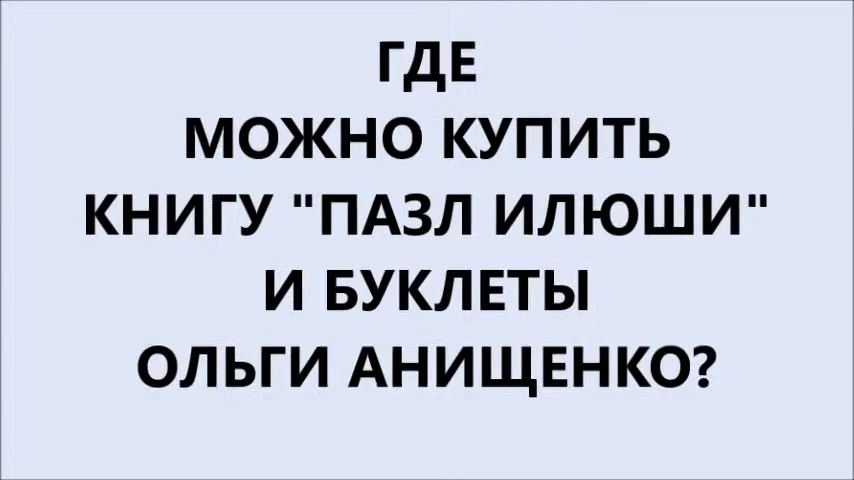 ГДЕ
МОЖНО КУПИТЬ
КНИГУ "ПАЗЛ ИЛЮШИ"
И БУКЛЕТЫ
ОЛЬГИ АНИЩЕНКО?